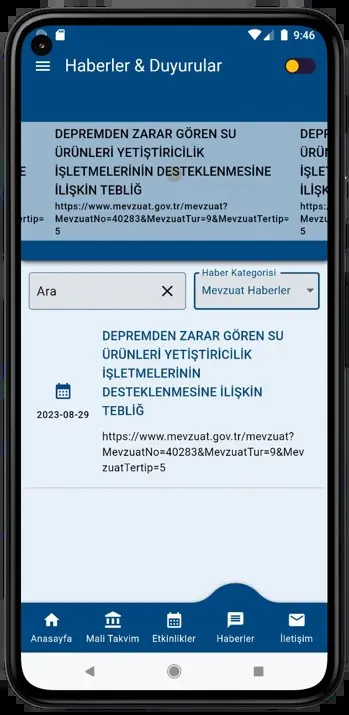 9:46
Haberler & Duyurular
DEPREMDEN ZARAR GÖREN SU
ÜRÜNLERİ YETİŞTİRİCİLİK
İŞLETMELERİNİN DESTEKLENMESİNE
İLİŞKİN TEBLİĞ
https://www.mevzuat.gov.tr/mevzuat?
MevzuatNo=40283&MevzuatTur=9&MevzuatTertip=
5
E
ertip=
DEPR
ÜRÜN
İŞLET
İLİŞK
https:
Mevzu
5
Haber Kategorisi
Ara
Mevzuat Haberler
DEPREMDEN ZARAR GÖREN SU
ÜRÜNLERİ YETİŞTİRİCİLİK
İŞLETMELERİNİN
DESTEKLENMESİNE İLİŞKİN
TEBLİĞ
2023-08-29
https://www.mevzuat.gov.tr/mevzuat?
MevzuatNo=40283&MevzuatTur=9&Mev
zuatTertip=5
Anasayfa
Mali Takvim
Etkinlikler
Haberler
İletişim